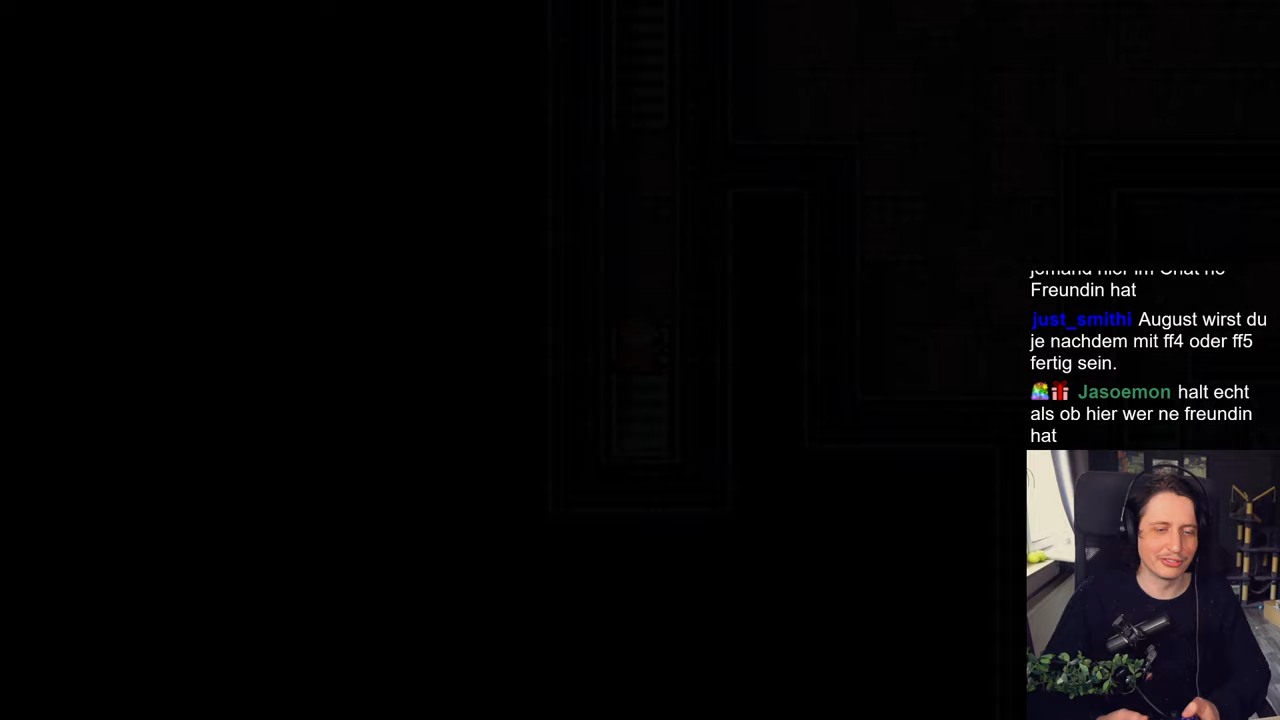 Freundin hat
just_smithi August wirst du
je nachdem mit ff4 oder ff5
fertig sein.
Jasoemon halt echt
als ob hier wer ne freundin
hat